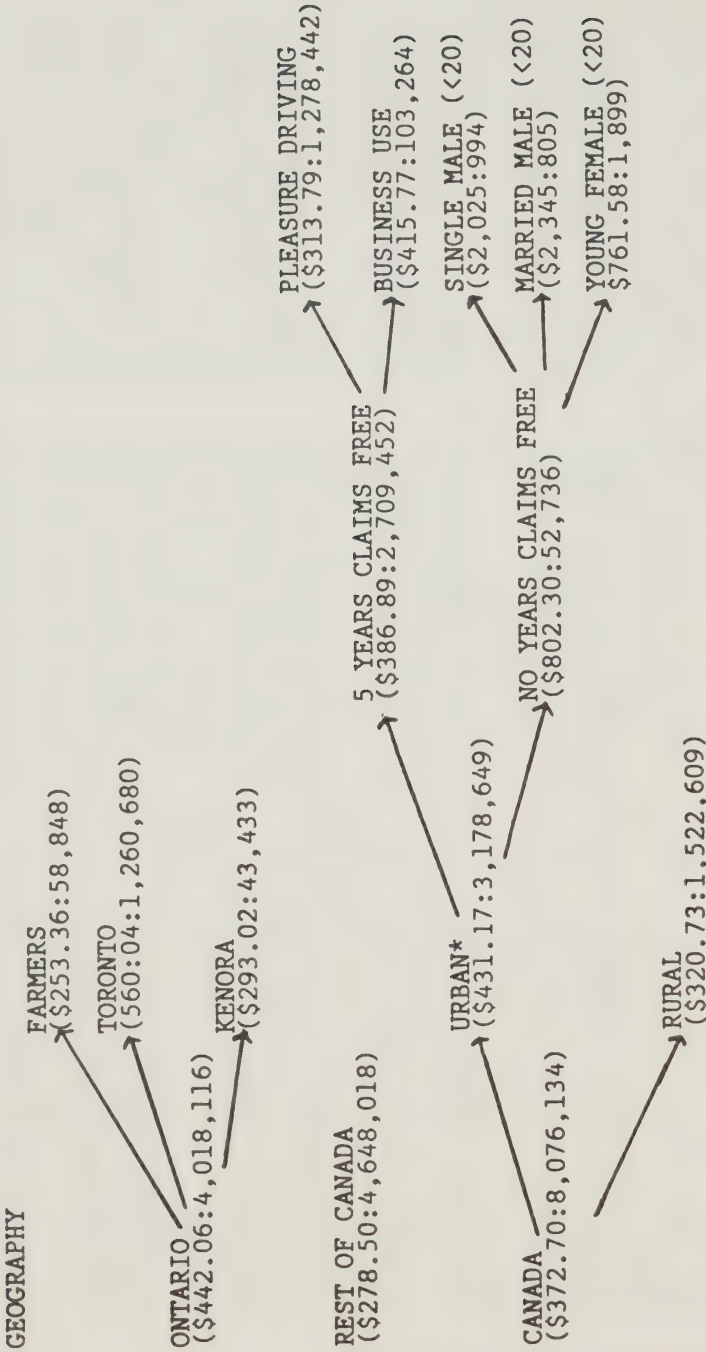 GEOGRAPHY
FARMERS
($253.36:58,848)
TORONTO
(560:04:1,260,680)
KENORA
($293.02:43,433)
ONTARIO
($442.06:4,018,116)
REST OF CANADA
($278.50:4,648,018)
CANADA
($372.70:8,076,134)
URBAN*
($431.17:3,178,649)
RURAL
($320.73:1,522,609)
5 YEARS CLAIMS FREE
($386.89:2,709,452)
NO YEARS CLAIMS FREE
($802.30:52,736)
PLEASURE DRIVING
($313.79:1,278,442)
BUSINESS USE
($415.77:103,264)
SINGLE MALE (<20)
($2,025:994)
MARRIED MALE (<20)
($2,345:805)
YOUNG FEMALE (<20)
$761.58:1,899)